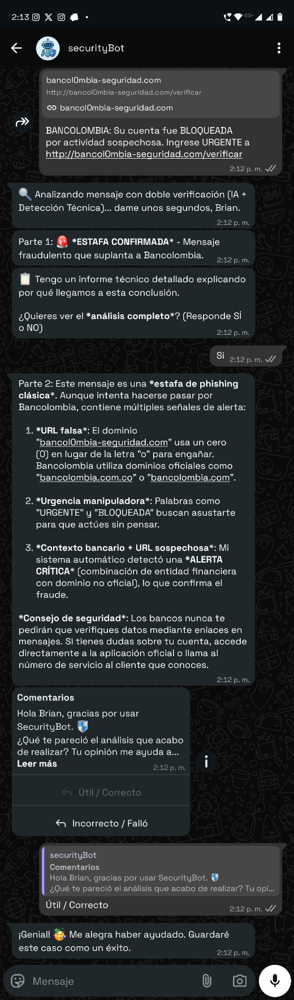 2:13
4G+
securityBot
bancol0mbia-seguridad.com
http://bancol0mbia-seguridad.com/verificar
bancol0mbia-seguridad.com
BANCOLOMBIA: Su cuenta fue BLOQUEADA
por actividad sospechosa. Ingrese URGENTE a
http://bancol0mbia-seguridad.com/verificar
2:12 p. m.
🔍 Analizando mensaje con doble verificación (IA +
Detección Técnica)... dame unos segundos, Brian.
2:12 p. m.
Parte 1: 🚨 *ESTAFA CONFIRMADA* - Mensaje
fraudulento que suplanta a Bancolombia.
2:12 p. m.
📋 Tengo un informe técnico detallado explicando
por qué llegamos a esta conclusión.
¿Quieres ver el *análisis completo*? (Responde SÍ
o NO)
2:12 p. m.
Si
2:12 p. m.
Parte 2: Este mensaje es una *estafa de phishing
clásica*. Aunque intenta hacerse pasar por
Bancolombia, contiene múltiples señales de alerta:
1. *URL falsa*: El dominio
"bancol0mbia-seguridad.com" usa un cero
(0) en lugar de la letra "o" para engañar.
Bancolombia utiliza dominios oficiales como
"bancolombia.com.co" o "bancolombia.com".
2. *Urgencia manipuladora*: Palabras como
"URGENTE" y "BLOQUEADA" buscan asustarte
para que actúes sin pensar.
3. *Contexto bancario + URL sospechosa*: Mi
sistema automático detectó una *ALERTA
CRÍTICA* (combinación de entidad financiera
con dominio no oficial), lo que confirma el
fraude.
*Consejo de seguridad*: Los bancos nunca te
pedirán que verifiques datos mediante enlaces en
mensajes. Si tienes dudas sobre tu cuenta, accede
directamente a la aplicación oficial o llama al
número de servicio al cliente que conoces.
2:12 p. m.
Comentarios
Hola Brian, gracias por usar
SecurityBot. 🛡️
¿Qué te pareció el análisis que acabo
de realizar? Tu opinión me ayuda a...
Leer más
2:12 p. m.
Útil / Correcto
Incorrecto / Falló
securityBot
Comentarios
Hola Brian, gracias por usar SecurityBot. 🛡️
¿Qué te pareció el análisis que acabo de realizar? Tu opi...
Útil / Correcto
2:12 p. m.
¡Genial! 🥳 Me alegra haber ayudado. Guardaré
este caso como un éxito.
2:12 p. m.
Mensaje